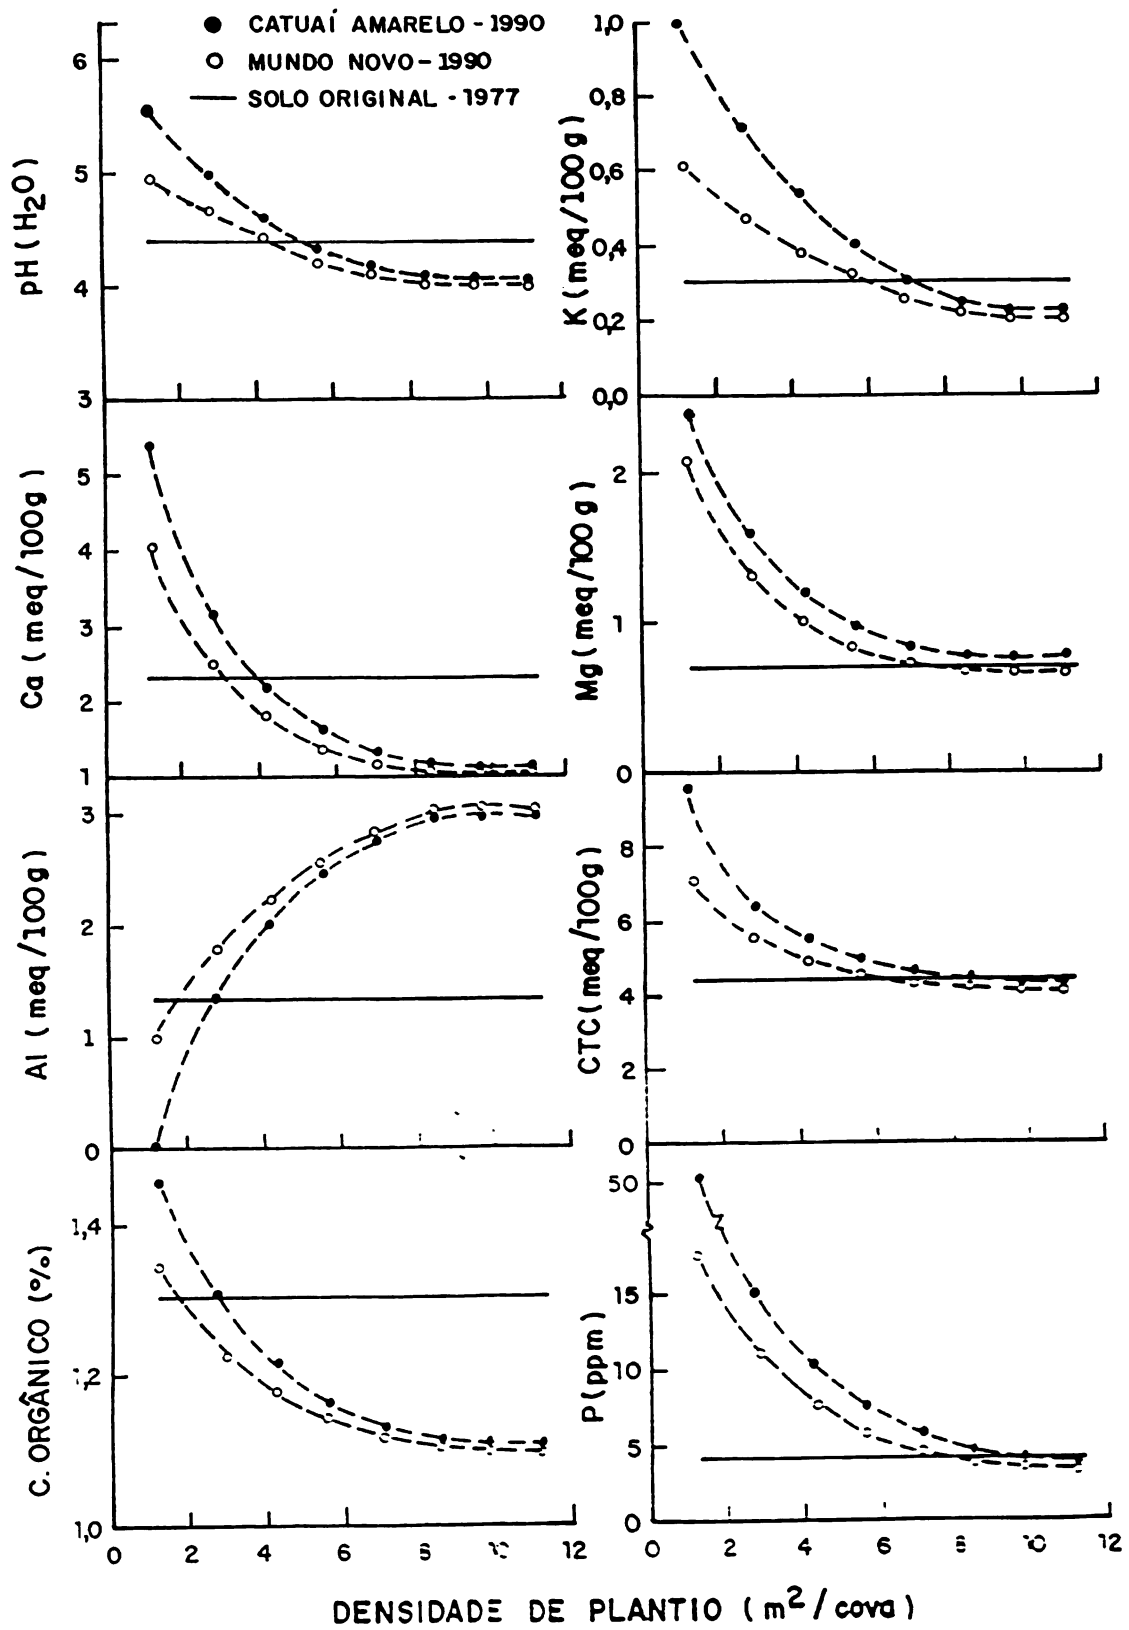 CATUAÍ AMARELO - 1990
MUNDO NOVO - 1990
SOLO ORIGINAL - 1977
pH (H2O)
6
5
4
3
K (meq/100g)
1,0
0,8
0,6
0,4
0,2
0,0
Ca (meq/100g)
5
4
3
2
1
Mg (meq/100 g)
2
1
0
Al (meq/100g)
3
2
1
0
CTC (meq/100g)
8
6
4
2
0
C. ORGÂNICO (%)
1,4
1,2
1,0
P (ppm)
50
15
10
5
0
0 2 4 6 8 10 12
0 2 4 6 8 10 12
DENSIDADE DE PLANTIO (m2/cova)